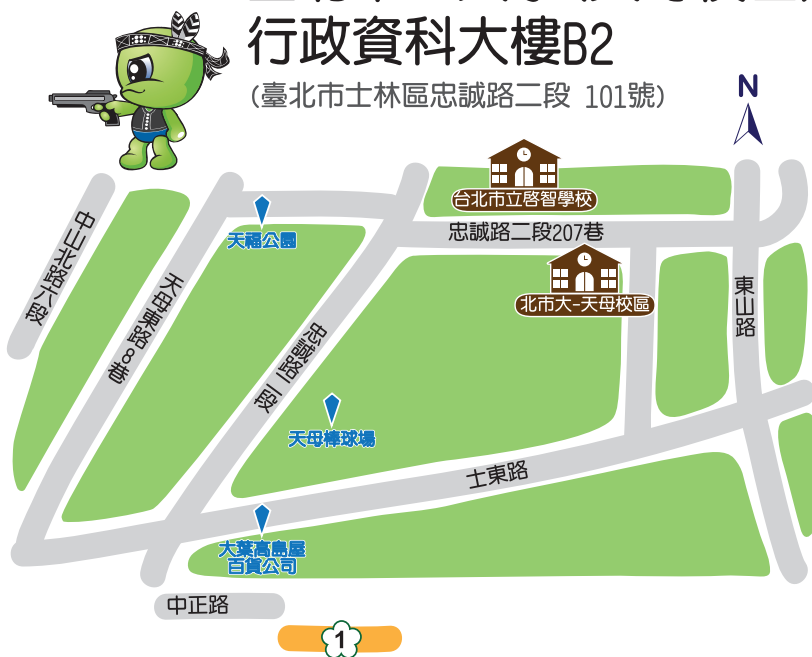 行政資科大樓B2
(臺北市士林區忠誠路二段 101號)
N
台北市立啓智學校
中山北路六段
天福公園
忠誠路二段207巷
天母東路8巷
北市大-天母校區
東山路
忠誠路二段
天母棒球場
士東路
大葉高島屋
百貨公司
中正路
1